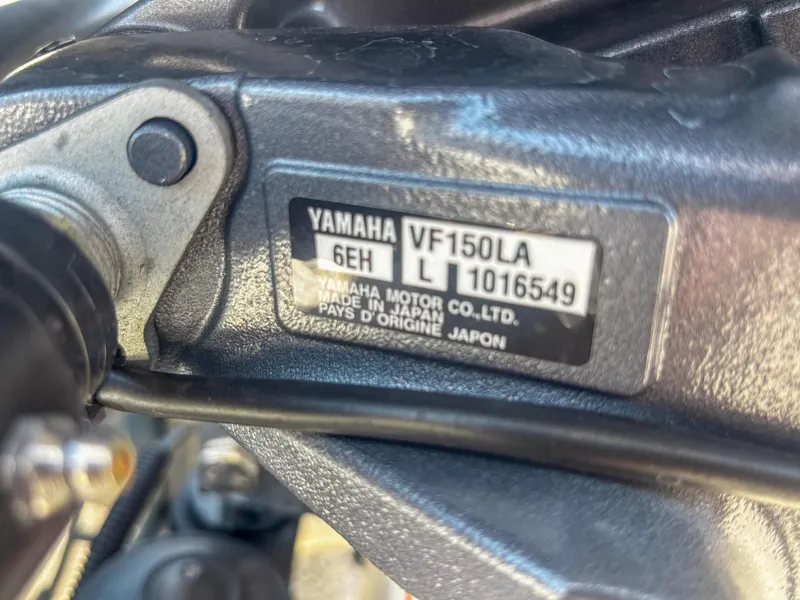 YAMAHA VF150LA
6EH L 1016549
YAMAHA MOTOR CO.,LTD.
MADE IN JAPAN
PAYS D'ORIGINE JAPON